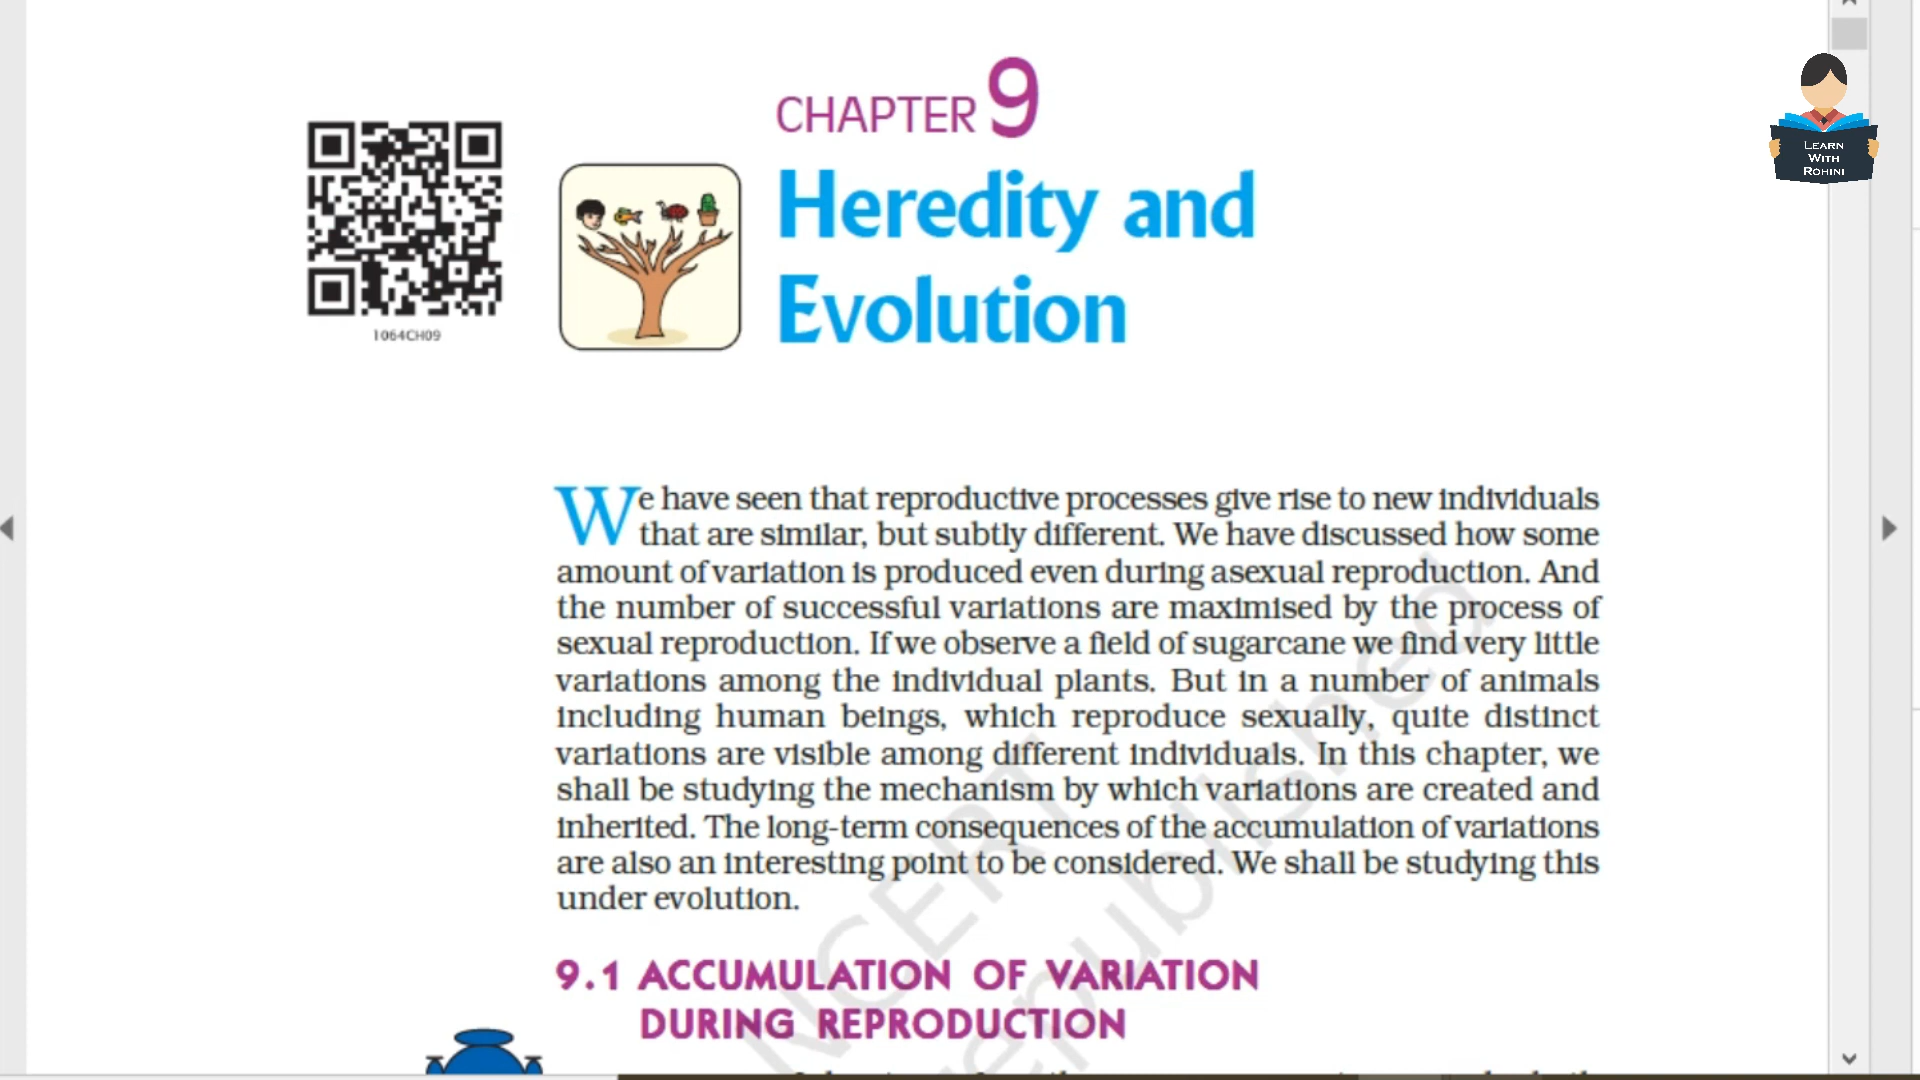 CHAPTER 9
Heredity and
Evolution
1064CH09
LEARN
WITH
ROHINI
We have seen that reproductive processes give rise to new individuals
that are similar, but subtly different. We have discussed how some
amount of variation is produced even during asexual reproduction. And
the number of successful variations are maximised by the process of
sexual reproduction. If we observe a field of sugarcane we find very little
variations among the individual plants. But in a number of animals
including human beings, which reproduce sexually, quite distinct
variations are visible among different individuals. In this chapter, we
shall be studying the mechanism by which variations are created and
inherited. The long-term consequences of the accumulation of variations
are also an interesting point to be considered. We shall be studying this
under evolution.
9.1 ACCUMULATION OF VARIATION
DURING REPRODUCTION
NCERT
republished